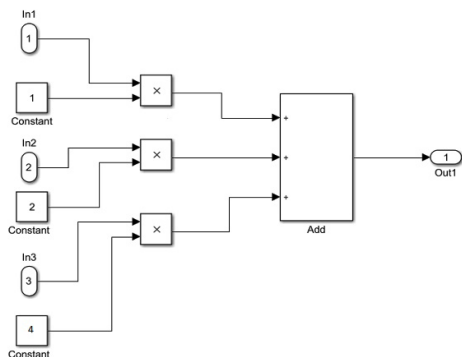 In1
1
1
Constant
×
In2
2
2
Constant
×
In3
3
4
Constant
×
+
+
+
Add
1
Out1